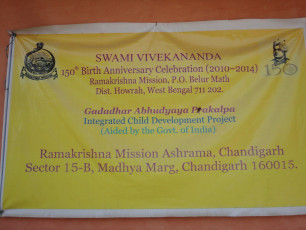 SWAMI VIVEKANANDA
150th Birth Anniversary Celebration (2010-2014)
Ramakrishna Mission, P.O. Belur Math
Dist. Howrah, West Bengal 711 202.
150
Gadadhar Abhudyaya Prakalpa
Integrated Child Development Project
(Aided by the Govt. of India)
Ramakrishna Mission Ashrama, Chandigarh
Sector 15-B, Madhya Marg, Chandigarh 160015.